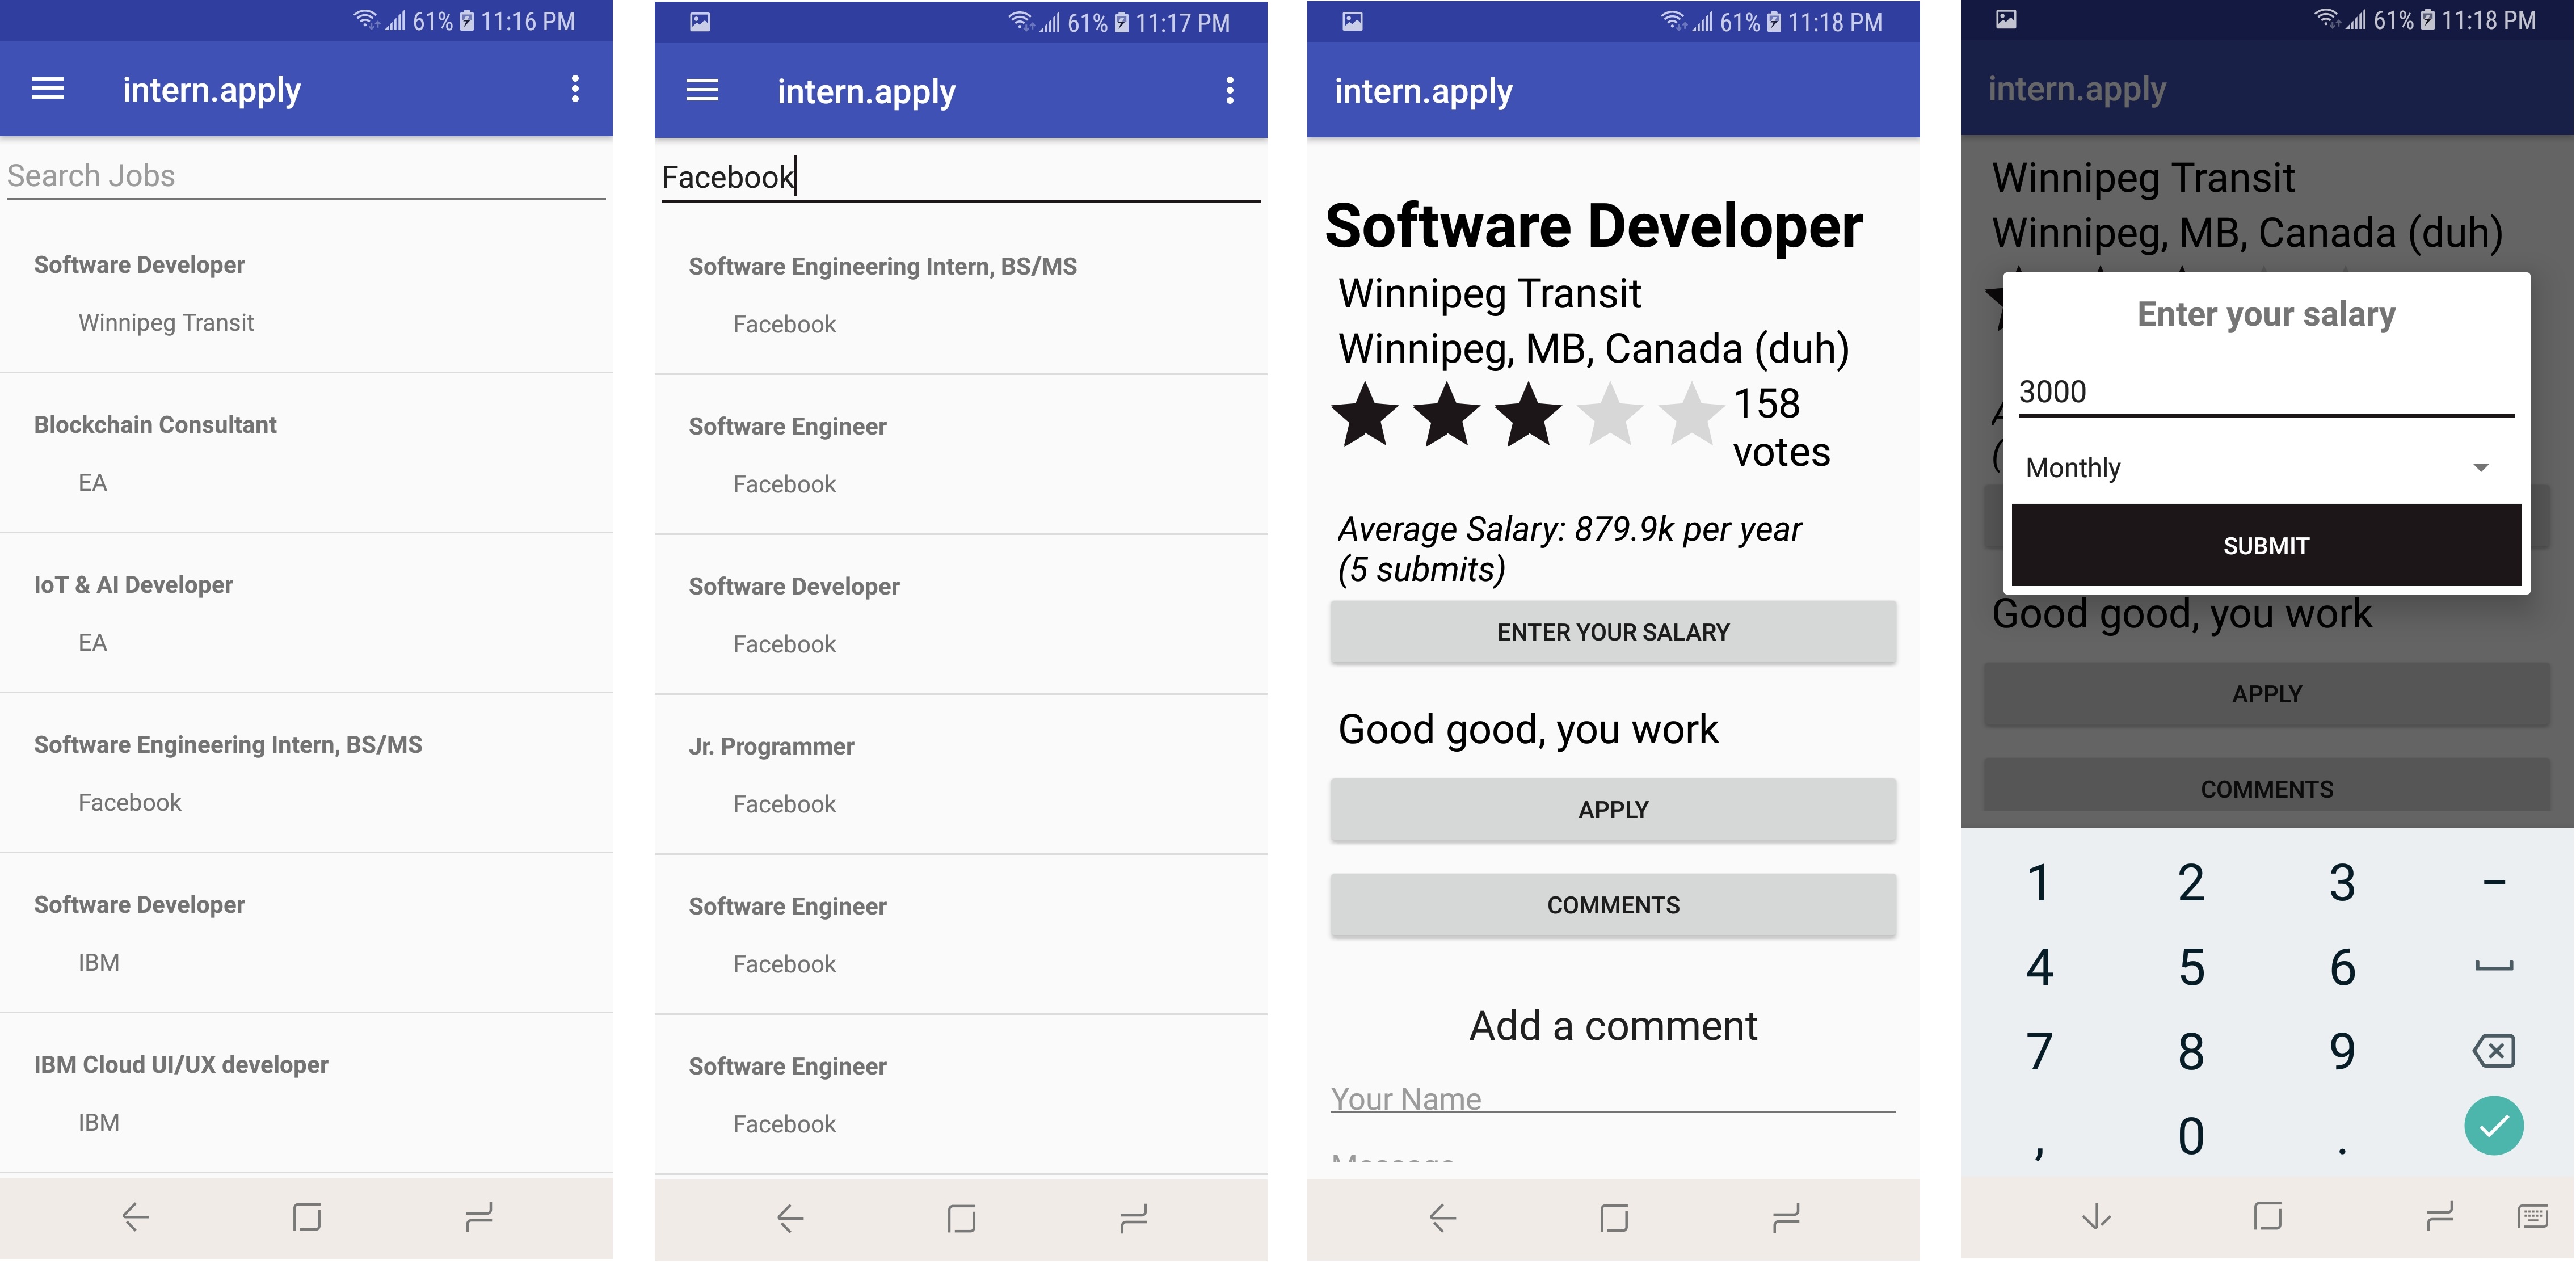 61% 11:16 PM
intern.apply
Search Jobs
Software Developer
Winnipeg Transit
Blockchain Consultant
EA
IoT & AI Developer
EA
Software Engineering Intern, BS/MS
Facebook
Software Developer
IBM
IBM Cloud UI/UX developer
IBM
61% 11:17 PM
intern.apply
Facebook
Software Engineering Intern, BS/MS
Facebook
Software Engineer
Facebook
Software Developer
Facebook
Jr. Programmer
Facebook
Software Engineer
Facebook
Software Engineer
Facebook
61% 11:18 PM
intern.apply
Software Developer
Winnipeg Transit
Winnipeg, MB, Canada (duh)
158
votes
Average Salary: 879.9k per year
(5 submits)
ENTER YOUR SALARY
Good good, you work
APPLY
COMMENTS
Add a comment
Your Name
61% 11:18 PM
intern.apply
Winnipeg Transit
Winnipeg, MB, Canada (duh)
Enter your salary
3000
Monthly
SUBMIT
Good good, you work
APPLY
COMMENTS
1 2 3 -
4 5 6
7 8 9
, 0 .